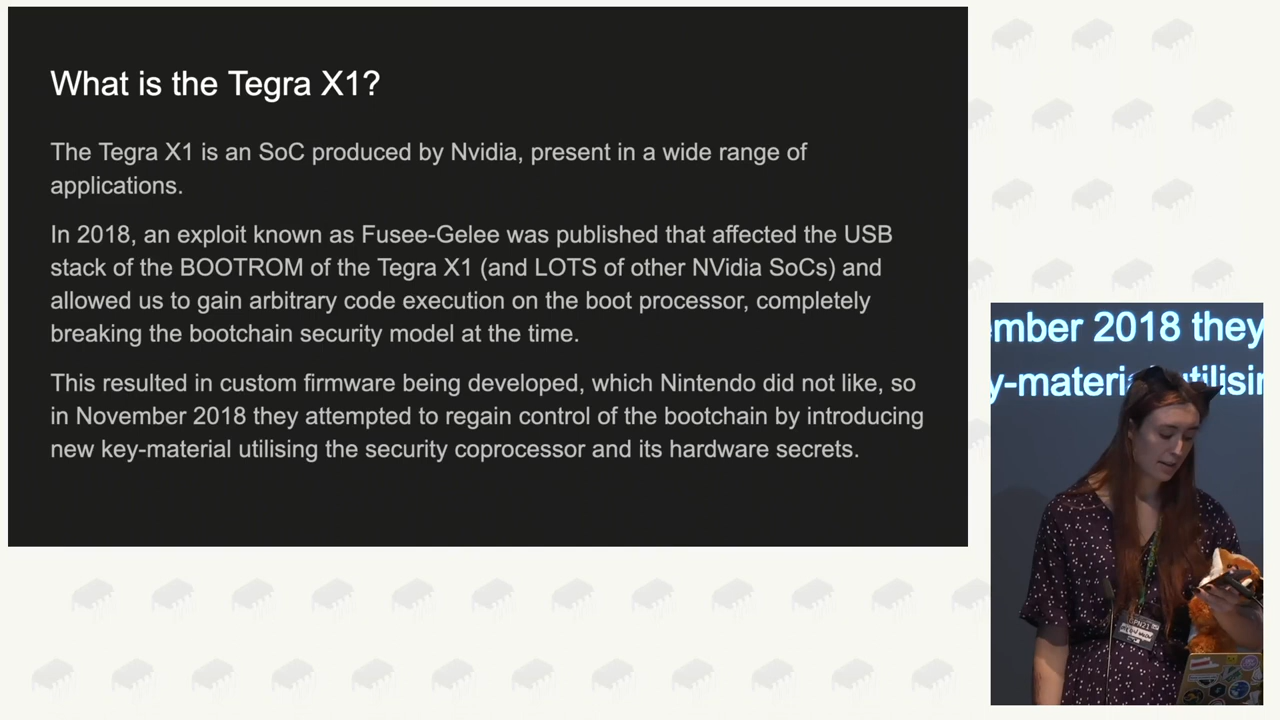 What is the Tegra X1?
The Tegra X1 is an SoC produced by Nvidia, present in a wide range of
applications.
In 2018, an exploit known as Fusee-Gelee was published that affected the USB
stack of the BOOTROM of the Tegra X1 (and LOTS of other NVidia SoCs) and
allowed us to gain arbitrary code execution on the boot processor, completely
breaking the bootchain security model at the time.
This resulted in custom firmware being developed, which Nintendo did not like, so
in November 2018 they attempted to regain control of the bootchain by introducing
new key-material utilising the security coprocessor and its hardware secrets.
ember 2018 they
y-materia utilisin
GPN21